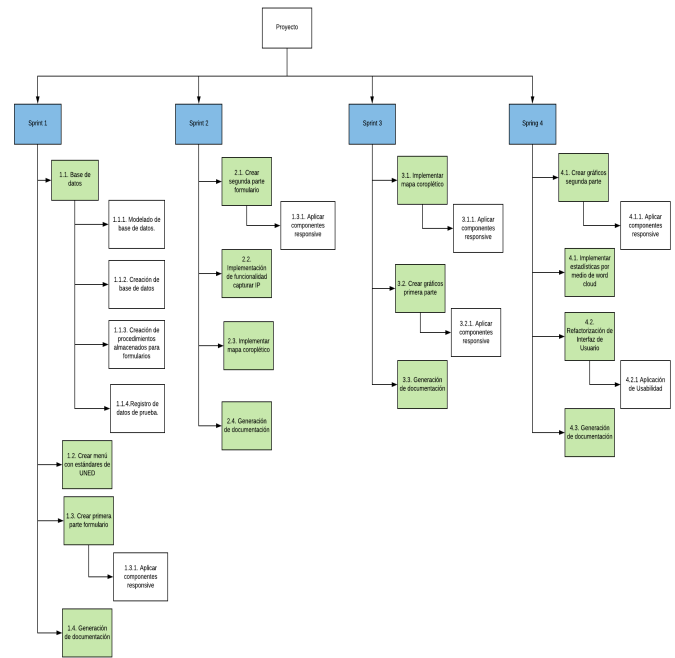 Proyecto
Sprint 1
1.1. Base de
datos
1.1.1. Modelado de
base de datos.
1.1.2. Creación de
base de datos
1.1.3. Creación de
procedimientos
almacenados para
formularios
1.1.4.Registro de
datos de prueba.
1.2. Crear menú
con estándares de
UNED
1.3. Crear primera
parte formulario
1.3.1. Aplicar
componentes
responsive
1.4. Generación
de documentación
Sprint 2
2.1. Crear
segunda parte
formulario
1.3.1. Aplicar
componentes
responsive
2.2.
Implementación
de funcionalidad
capturar IP
2.3. Implementar
mapa coroplético
2.4. Generación
de documentación
Sprint 3
3.1. Implementar
mapa coroplético
3.1.1. Aplicar
componentes
responsive
3.2. Crear gráficos
primera parte
3.2.1. Aplicar
componentes
responsive
3.3. Generación
de documentación
Spring 4
4.1. Crear gráficos
segunda parte
4.1.1. Aplicar
componentes
responsive
4.1. Implementar
estadísticas por
medio de word
cloud
4.2.
Refactorización de
Interfaz de
Usuario
4.2.1 Aplicación
de Usabilidad
4.3. Generación
de documentación